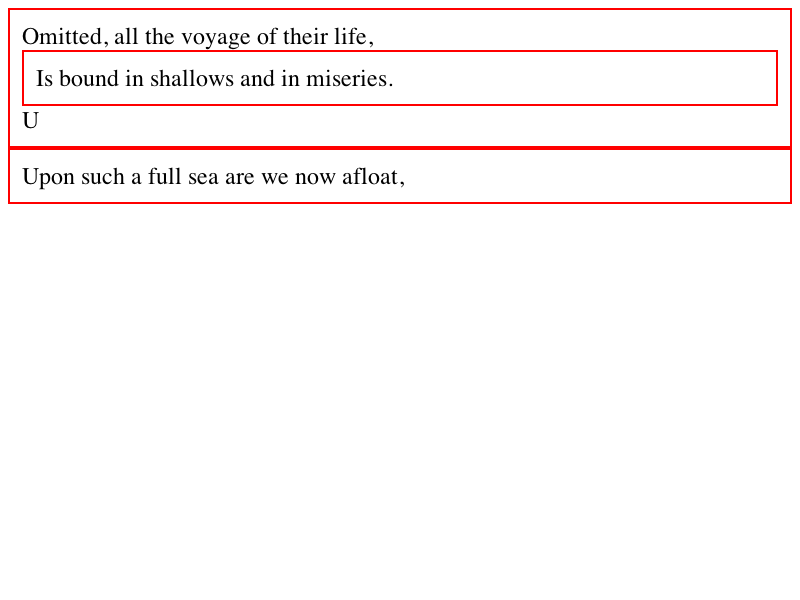 Omitted, all the voyage of their life,
Is bound in shallows and in miseries.
U
Upon such a full sea are we now afloat,